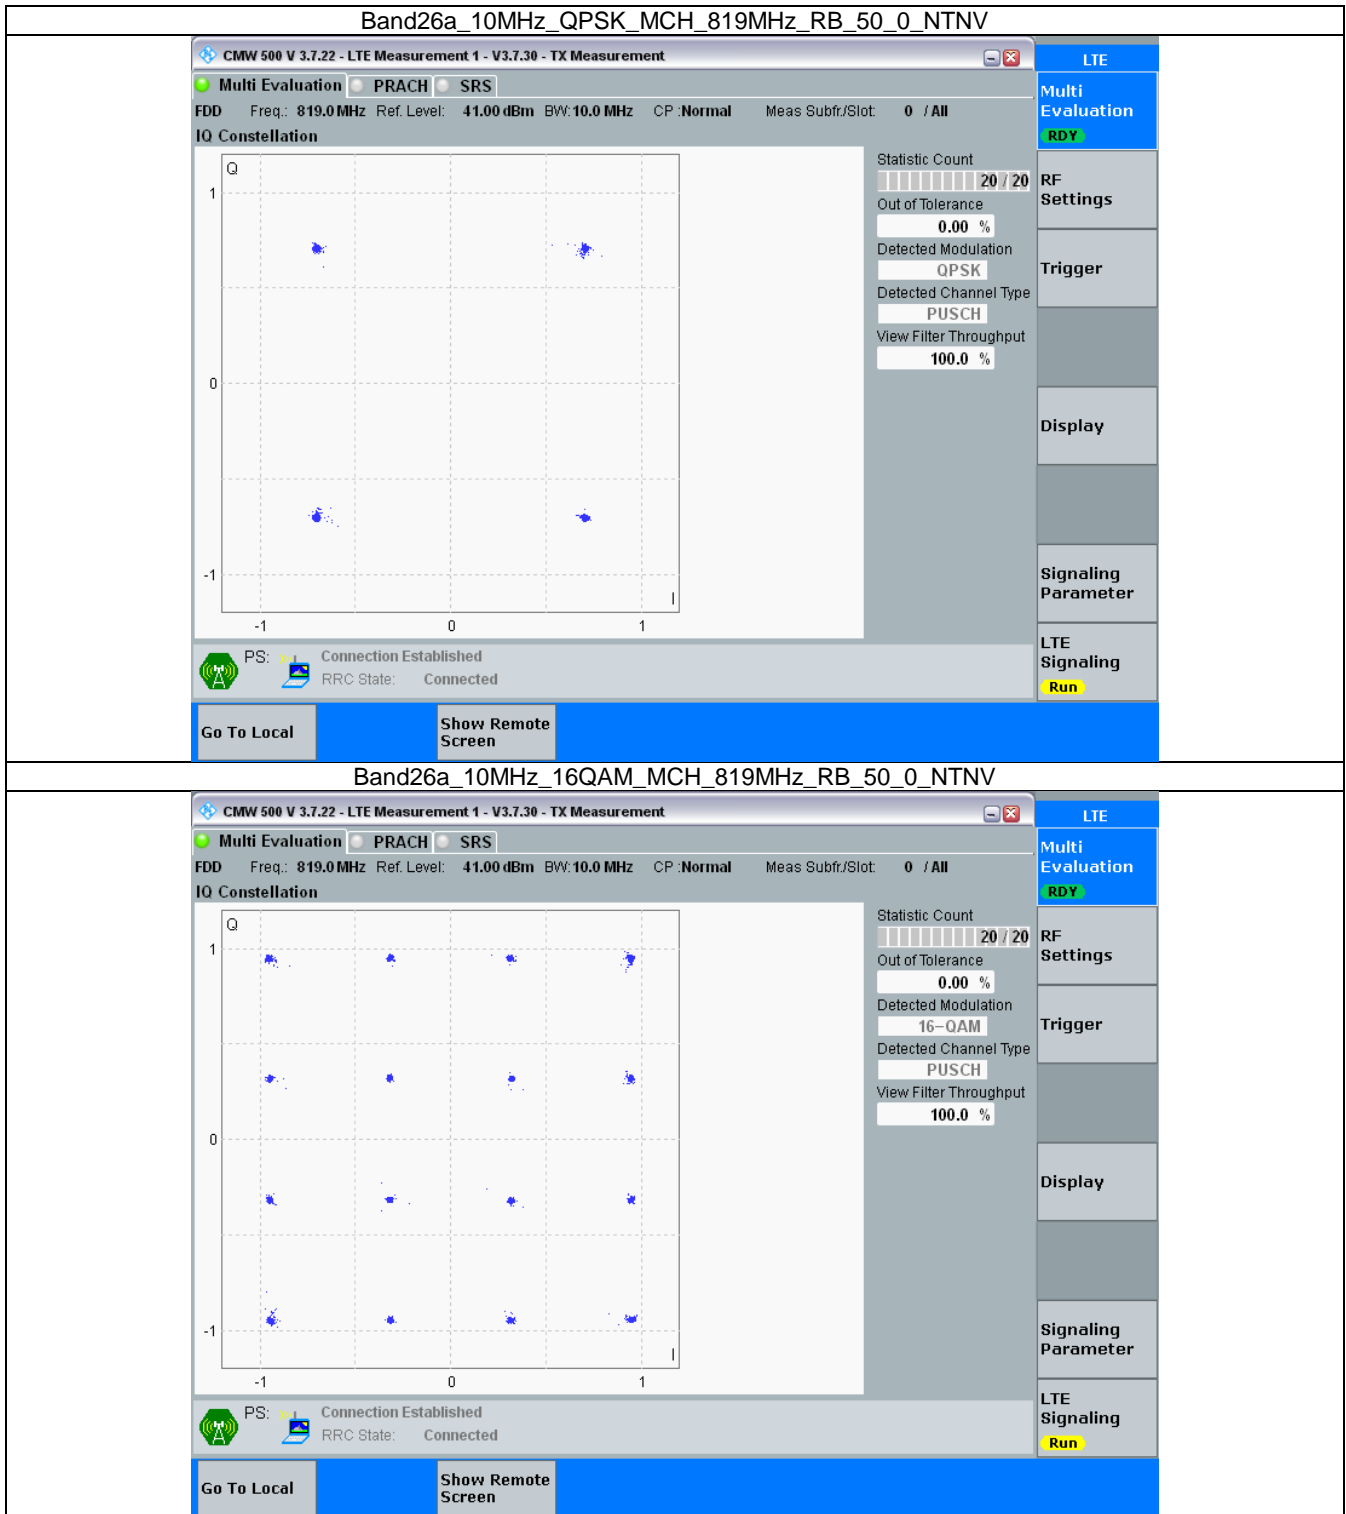 Band26a_10MHz_QPSK_MCH_819MHz_RB_50_0_NTNV
CMW 500 V 3.7.22 - LTE Measurement 1 - V3.7.30 - TX Measurement
LTE
Multi Evaluation PRACH SRS
Multi
Evaluation
RDY
FDD Freq.: 819.0 MHz Ref. Level: 41.00 dBm BW: 10.0 MHz CP : Normal Meas Subfr./Slot: 0 / All
IQ Constellation
Q
1
0
-1
I
-1 0 1
Statistic Count
20 / 20
Out of Tolerance
0.00 %
Detected Modulation
QPSK
Detected Channel Type
PUSCH
View Filter Throughput
100.0 %
RF
Settings
Trigger
Display
Signaling
Parameter
LTE
Signaling
Run
PS: Connection Established
RRC State: Connected
Go To Local
Show Remote
Screen
Band26a_10MHz_16QAM_MCH_819MHz_RB_50_0_NTNV
CMW 500 V 3.7.22 - LTE Measurement 1 - V3.7.30 - TX Measurement
LTE
Multi Evaluation PRACH SRS
Multi
Evaluation
RDY
FDD Freq.: 819.0 MHz Ref. Level: 41.00 dBm BW: 10.0 MHz CP : Normal Meas Subfr./Slot: 0 / All
IQ Constellation
Q
1
0
-1
I
-1 0 1
Statistic Count
20 / 20
Out of Tolerance
0.00 %
Detected Modulation
16-QAM
Detected Channel Type
PUSCH
View Filter Throughput
100.0 %
RF
Settings
Trigger
Display
Signaling
Parameter
LTE
Signaling
Run
PS: Connection Established
RRC State: Connected
Go To Local
Show Remote
Screen